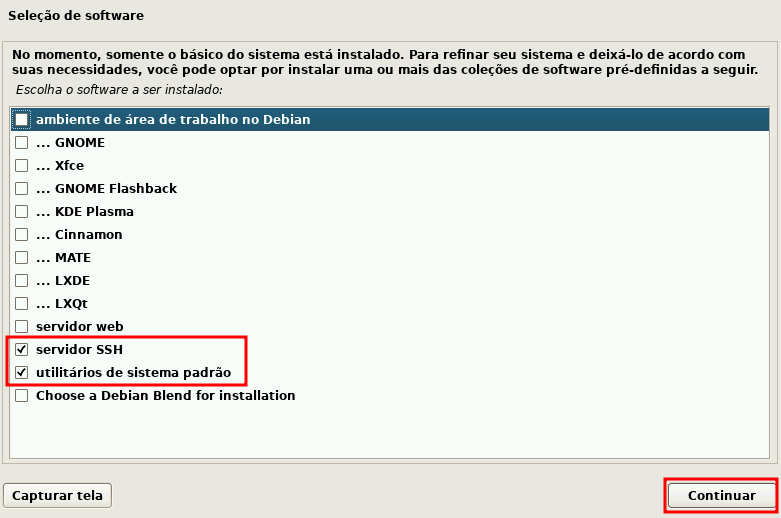 Seleção de software
No momento, somente o básico do sistema está instalado. Para refinar seu sistema e deixá-lo de acordo com
suas necessidades, você pode optar por instalar uma ou mais das coleções de software pré-definidas a seguir.
Escolha o software a ser instalado:
ambiente de área de trabalho no Debian
... GNOME
... Xfce
... GNOME Flashback
... KDE Plasma
... Cinnamon
... MATE
... LXDE
... LXQt
servidor web
servidor SSH
utilitários de sistema padrão
Choose a Debian Blend for installation
Capturar tela
Continuar